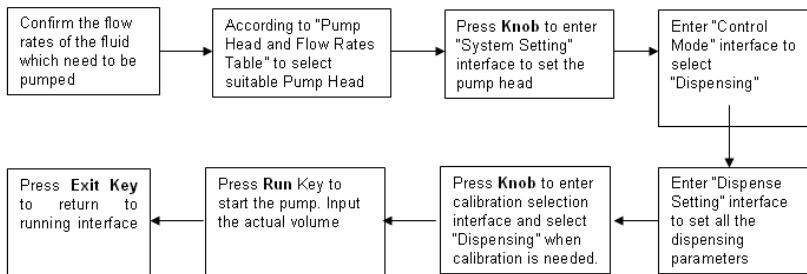 Confirm the flow
rates of the fluid
which need to be
pumped
According to "Pump
Head and Flow Rates
Table" to select
suitable Pump Head
Press Knob to enter
"System Setting"
interface to set the
pump head
Enter "Control
Mode" interface to
select
"Dispensing"
Enter "Dispense
Setting" interface
to set all the
dispensing
parameters
Press Knob to enter
calibration selection
interface and select
"Dispensing" when
calibration is needed.
Press Run Key to
start the pump. Input
the actual volume
Press Exit Key
to return to
running interface